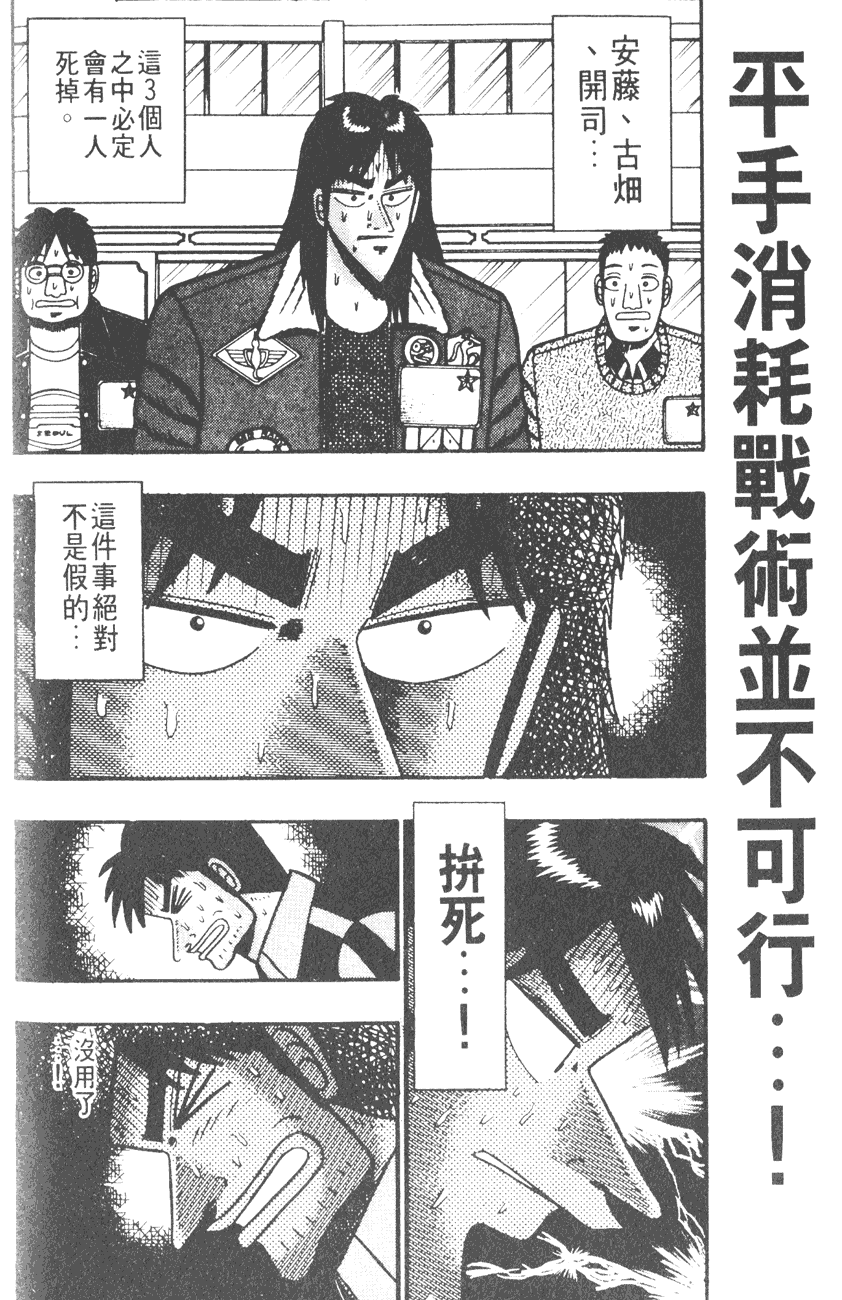 平手消耗戰術並不可行…！
安藤、古畑
、開司…
這3個人
之中必定
會有一人
死掉。
SEOUL
這件事絕對
不是假的…
拚死…！
沒用了
！